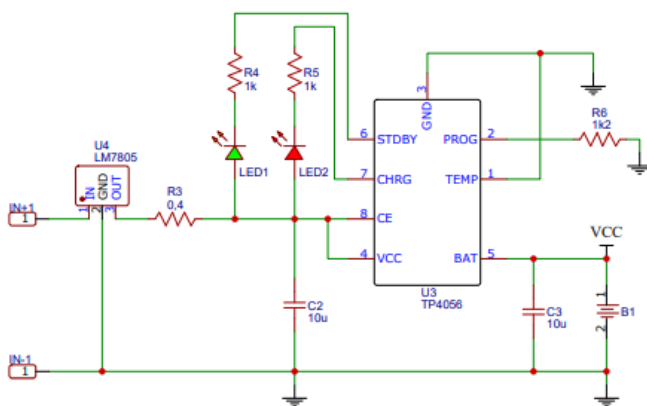 R4
1k
R5
1k
U4
LM7805
IN
GND
OUT
1
2
3
LED1
LED2
R3
0,4
IN+1
1
IN-1
1
C2
10u
3
GND
6
STDBY
7
CHRG
8
CE
4
VCC
PROG
2
TEMP
1
BAT
5
U3
TP4056
R6
1k2
VCC
C3
10u
1
2
B1